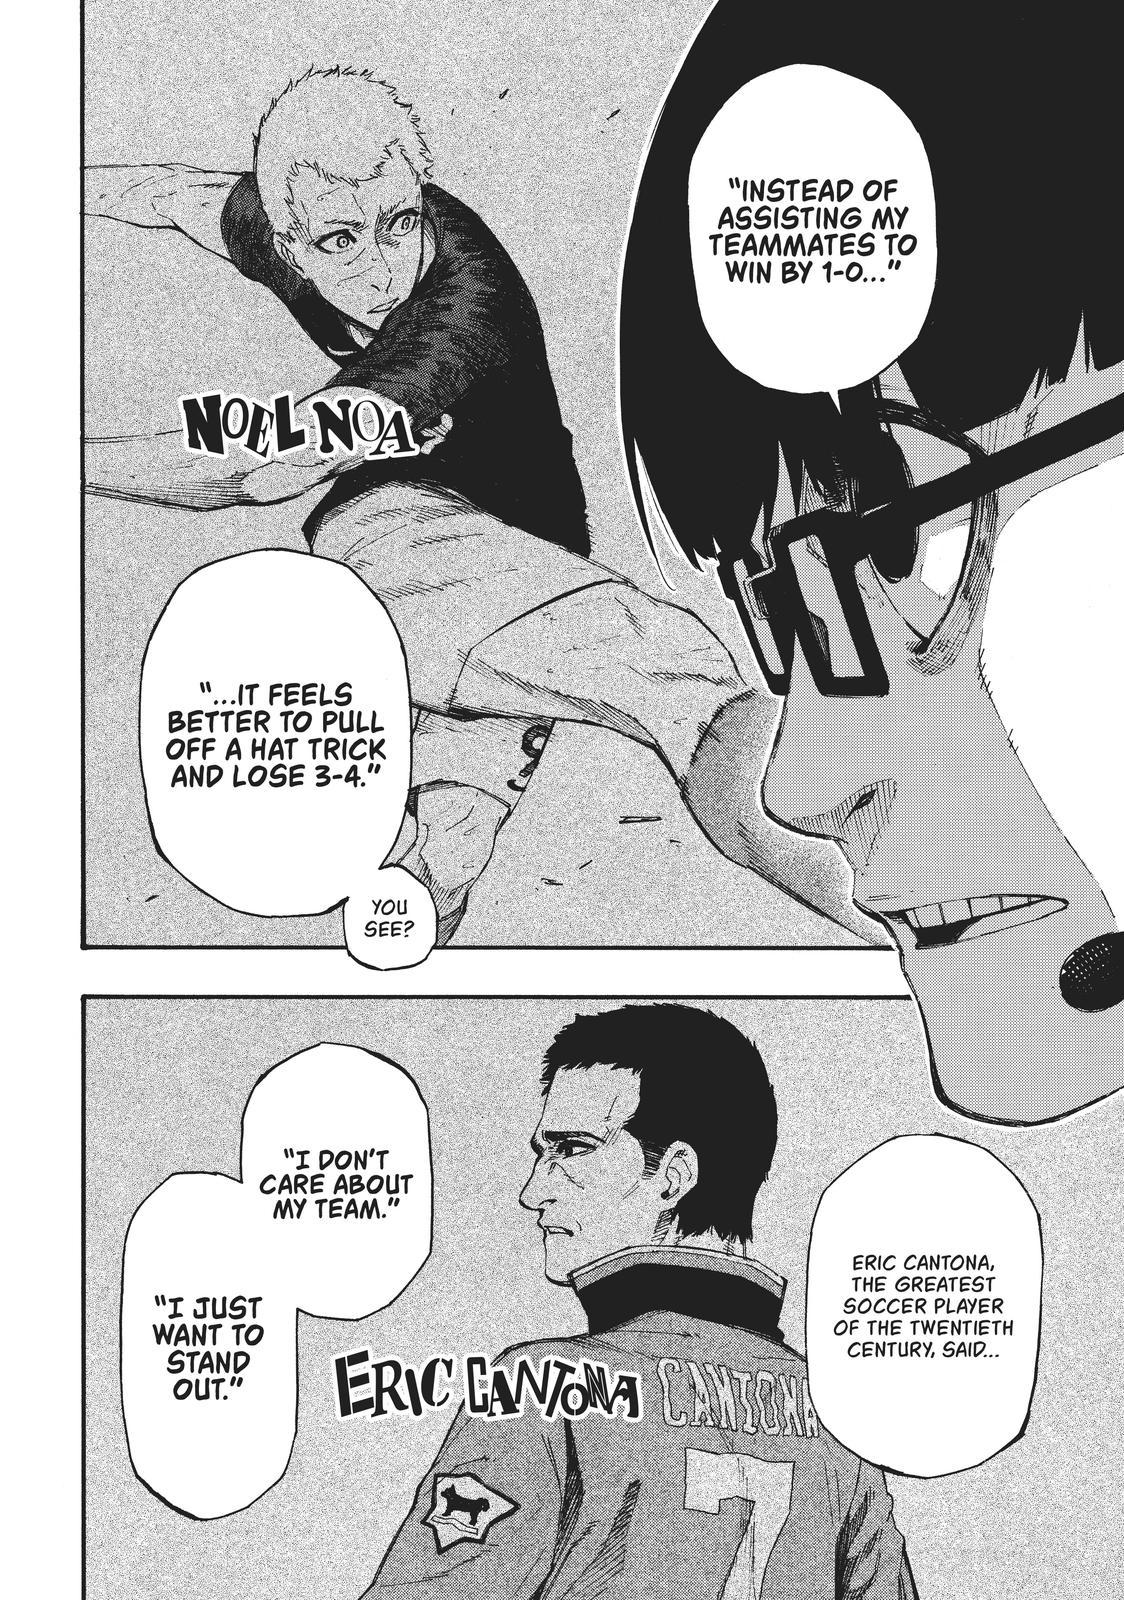 "INSTEAD OF
ASSISTING MY
TEAMMATES TO
WIN BY 1-0..."
NOEL NOA
"...IT FEELS
BETTER TO PULL
OFF A HAT TRICK
AND LOSE 3-4."
9
YOU
SEE?
ERIC CANTONA,
THE GREATEST
SOCCER PLAYER
OF THE TWENTIETH
CENTURY, SAID...
"I DON'T
CARE ABOUT
MY TEAM."
"I JUST
WANT TO
STAND
OUT."
ERIC CANTONA
CANTONA
7